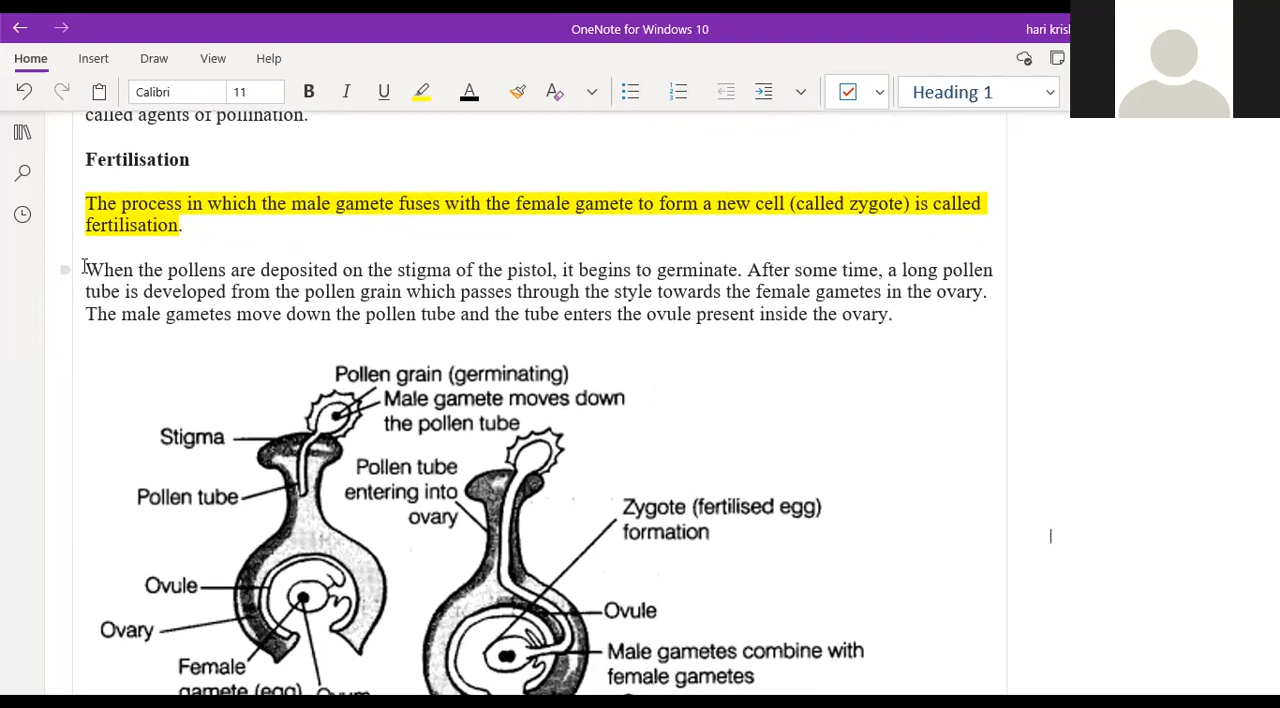 OneNote for Windows 10
hari krish
Home Insert Draw View Help
Calibri 11 B I U A A Heading 1
called agents of pollination.
Fertilisation
The process in which the male gamete fuses with the female gamete to form a new cell (called zygote) is called
fertilisation.
When the pollens are deposited on the stigma of the pistol, it begins to germinate. After some time, a long pollen
tube is developed from the pollen grain which passes through the style towards the female gametes in the ovary.
The male gametes move down the pollen tube and the tube enters the ovule present inside the ovary.
Pollen grain (germinating)
Male gamete moves down
the pollen tube
Stigma
Pollen tube
entering into
ovary
Pollen tube
Zygote (fertilised egg)
formation
Ovule
Ovule
Ovary
Male gametes combine with
female gametes
Female
gamete (egg)
Ovum